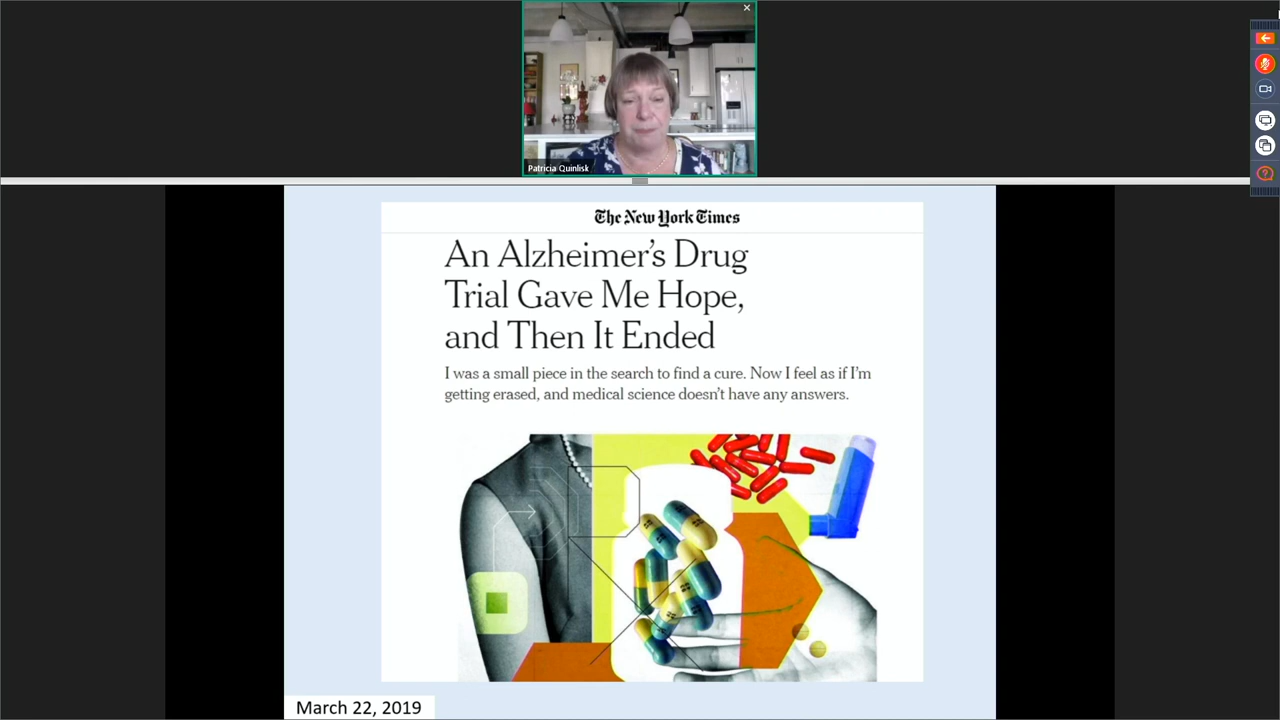 Patricia Quinlisk
The New York Times
An Alzheimer's Drug
Trial Gave Me Hope,
and Then It Ended
I was a small piece in the search to find a cure. Now I feel as if I'm
getting erased, and medical science doesn't have any answers.
March 22, 2019